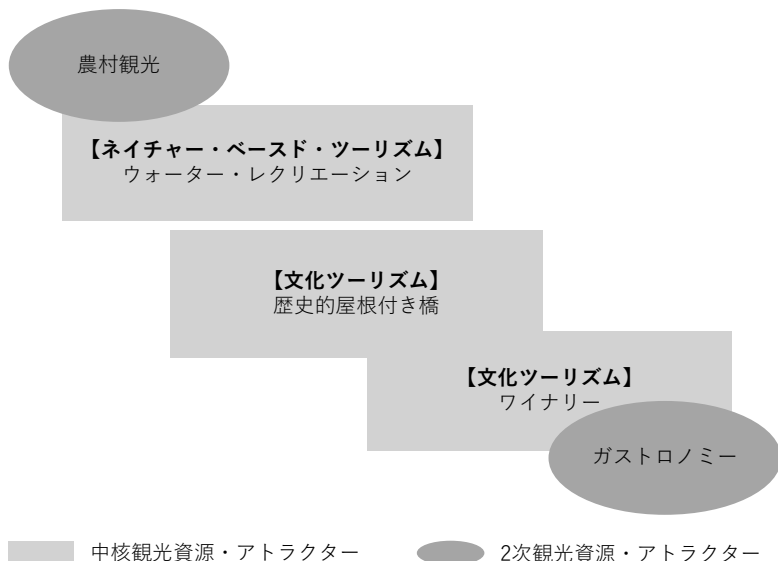 農村観光
【ネイチャー・ベースド・ツーリズム】
ウォーター・レクリエーション
【文化ツーリズム】
歴史的屋根付き橋
【文化ツーリズム】
ワイナリー
ガストロノミー
中核観光資源・アトラクター
2次観光資源・アトラクター